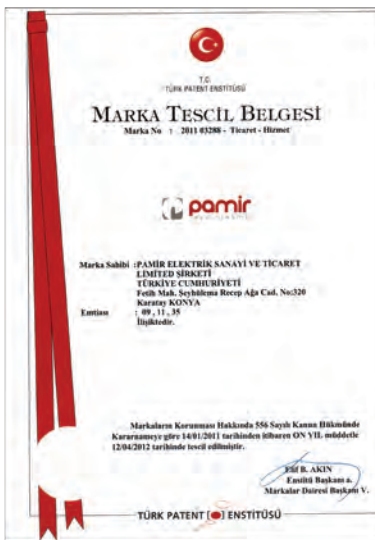 T.C.
TÜRK PATENT ENSTİTÜSÜ
MARKA TESCİL BELGESİ
Marka No : 2011 03288 - Ticaret - Hizmet
pamir
Marka Sahibi :PAMİR ELEKTRİK SANAYİ VE TİCARET
LİMİTED ŞİRKETİ
TÜRKİYE CUMHURİYETİ
Fetih Mah. Şeyhülema Recep Ağa Cad. No:320
Karatay KONYA
Emtiası : 09 , 11 , 35
İlişiktedir.
Markaların Korunması Hakkında 556 Sayılı Kanun Hükmünde
Kararnameye göre 14/01/2011 tarihinden itibaren ON YIL müddetle
12/04/2012 tarihinde tescil edilmiştir.
Elif B. AKIN
Enstitü Başkanı a.
Markalar Dairesi Başkanı V.
TÜRK PATENT ENSTİTÜSÜ